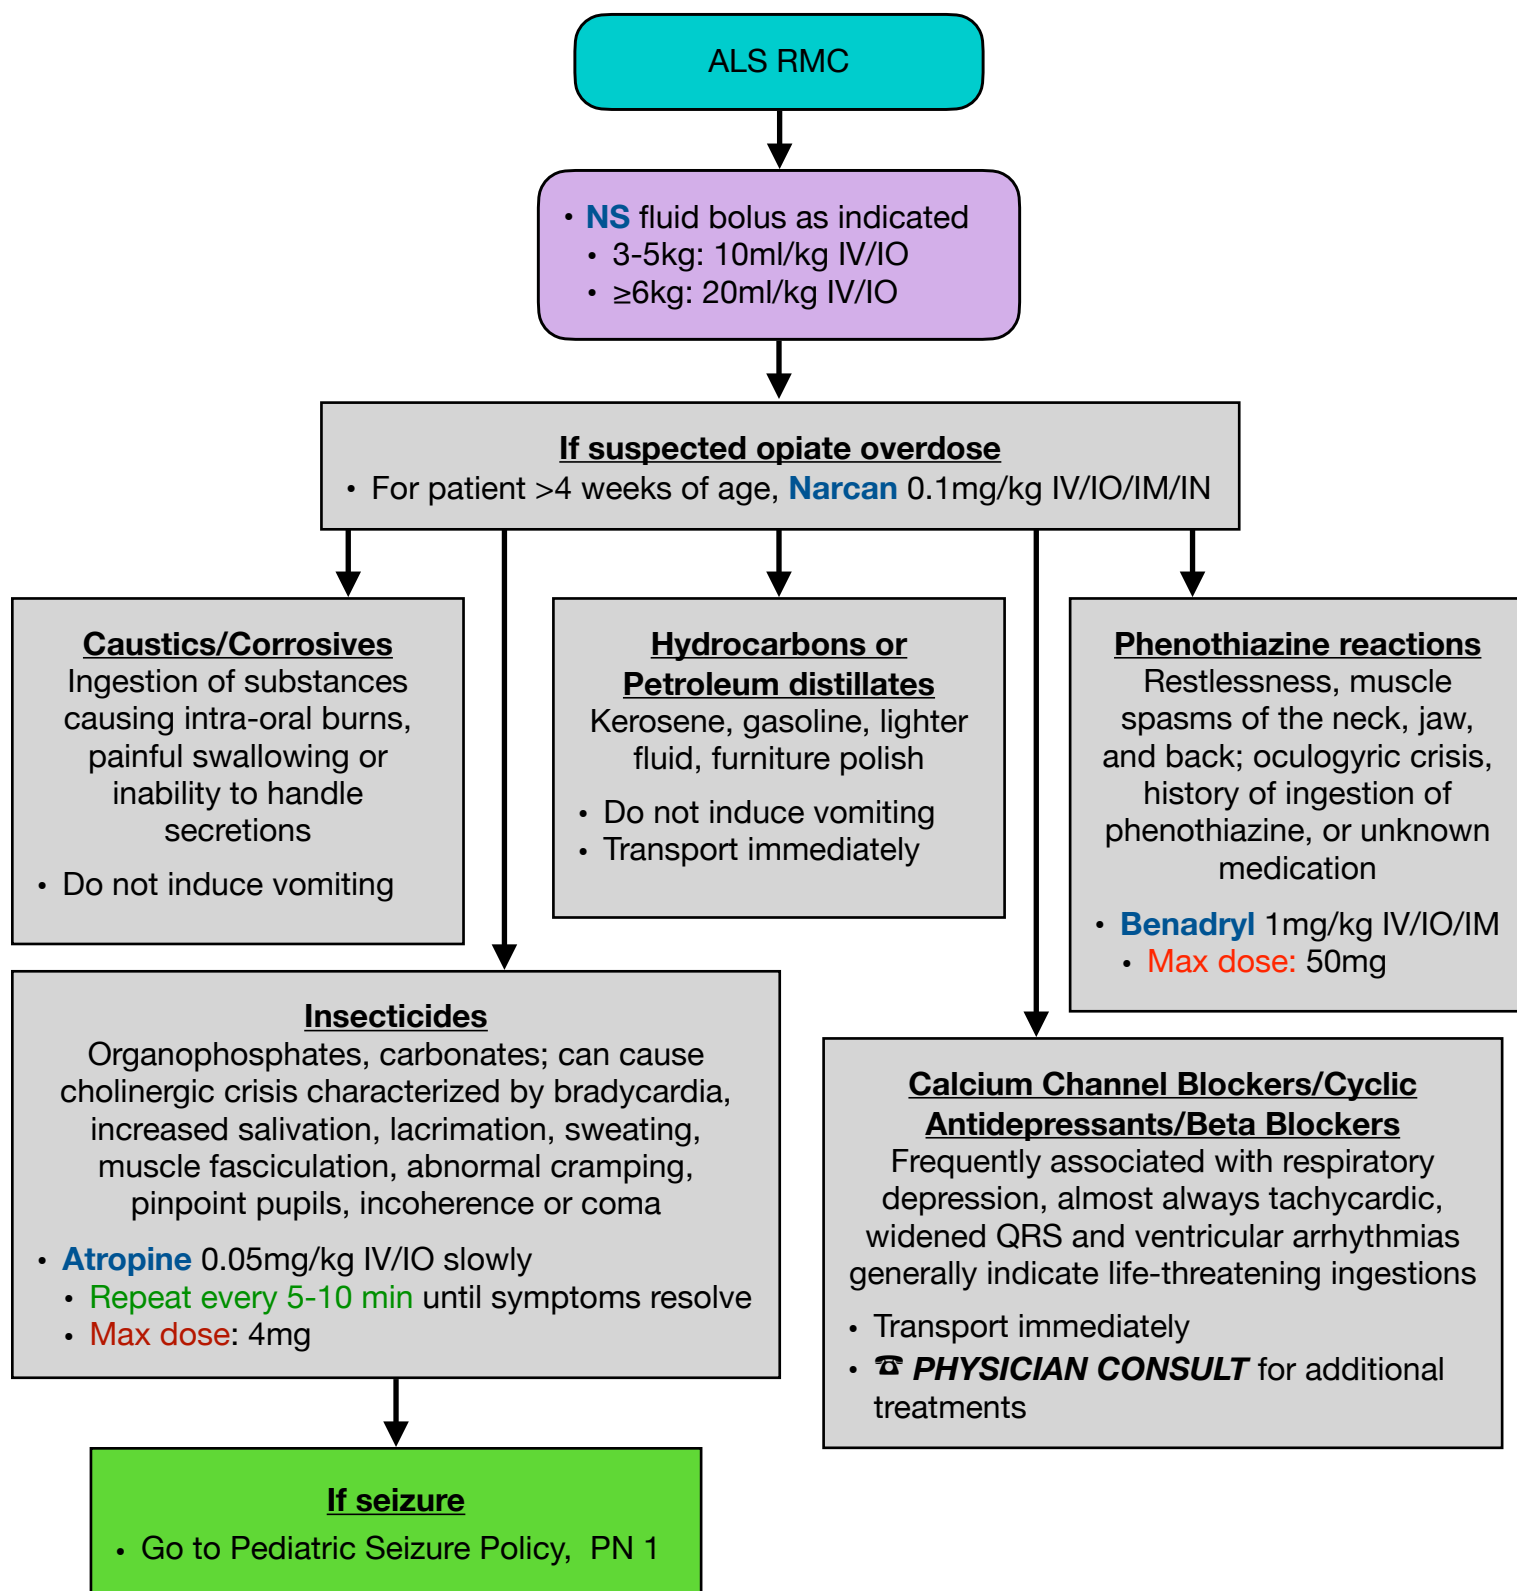 ALS RMC
• NS fluid bolus as indicated
• 3-5kg: 10ml/kg IV/IO
• ≥6kg: 20ml/kg IV/IO
If suspected opiate overdose
• For patient >4 weeks of age, Narcan 0.1mg/kg IV/IO/IM/IN
Caustics/Corrosives
Ingestion of substances
causing intra-oral burns,
painful swallowing or
inability to handle
secretions
• Do not induce vomiting
Hydrocarbons or
Petroleum distillates
Kerosene, gasoline, lighter
fluid, furniture polish
• Do not induce vomiting
• Transport immediately
Phenothiazine reactions
Restlessness, muscle
spasms of the neck, jaw,
and back; oculogyric crisis,
history of ingestion of
phenothiazine, or unknown
medication
• Benadryl 1mg/kg IV/IO/IM
• Max dose: 50mg
Insecticides
Organophosphates, carbonates; can cause
cholinergic crisis characterized by bradycardia,
increased salivation, lacrimation, sweating,
muscle fasciculation, abnormal cramping,
pinpoint pupils, incoherence or coma
• Atropine 0.05mg/kg IV/IO slowly
• Repeat every 5-10 min until symptoms resolve
• Max dose: 4mg
Calcium Channel Blockers/Cyclic
Antidepressants/Beta Blockers
Frequently associated with respiratory
depression, almost always tachycardic,
widened QRS and ventricular arrhythmias
generally indicate life-threatening ingestions
• Transport immediately
• ☎ PHYSICIAN CONSULT for additional
treatments
If seizure
• Go to Pediatric Seizure Policy, PN 1